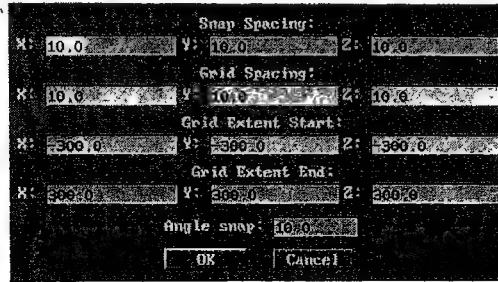 Snap Spacing:
X: 10.0 Y: 10.0 Z: 10.0
Grid Spacing:
X: 10.0 Y: 10.0 Z: 10.0
Grid Extent Start:
X: -300.0 Y: -300.0 Z: -300.0
Grid Extent End:
X: 300.0 Y: 300.0 Z: 300.0
Angle snap: 10.0
OK Cancel